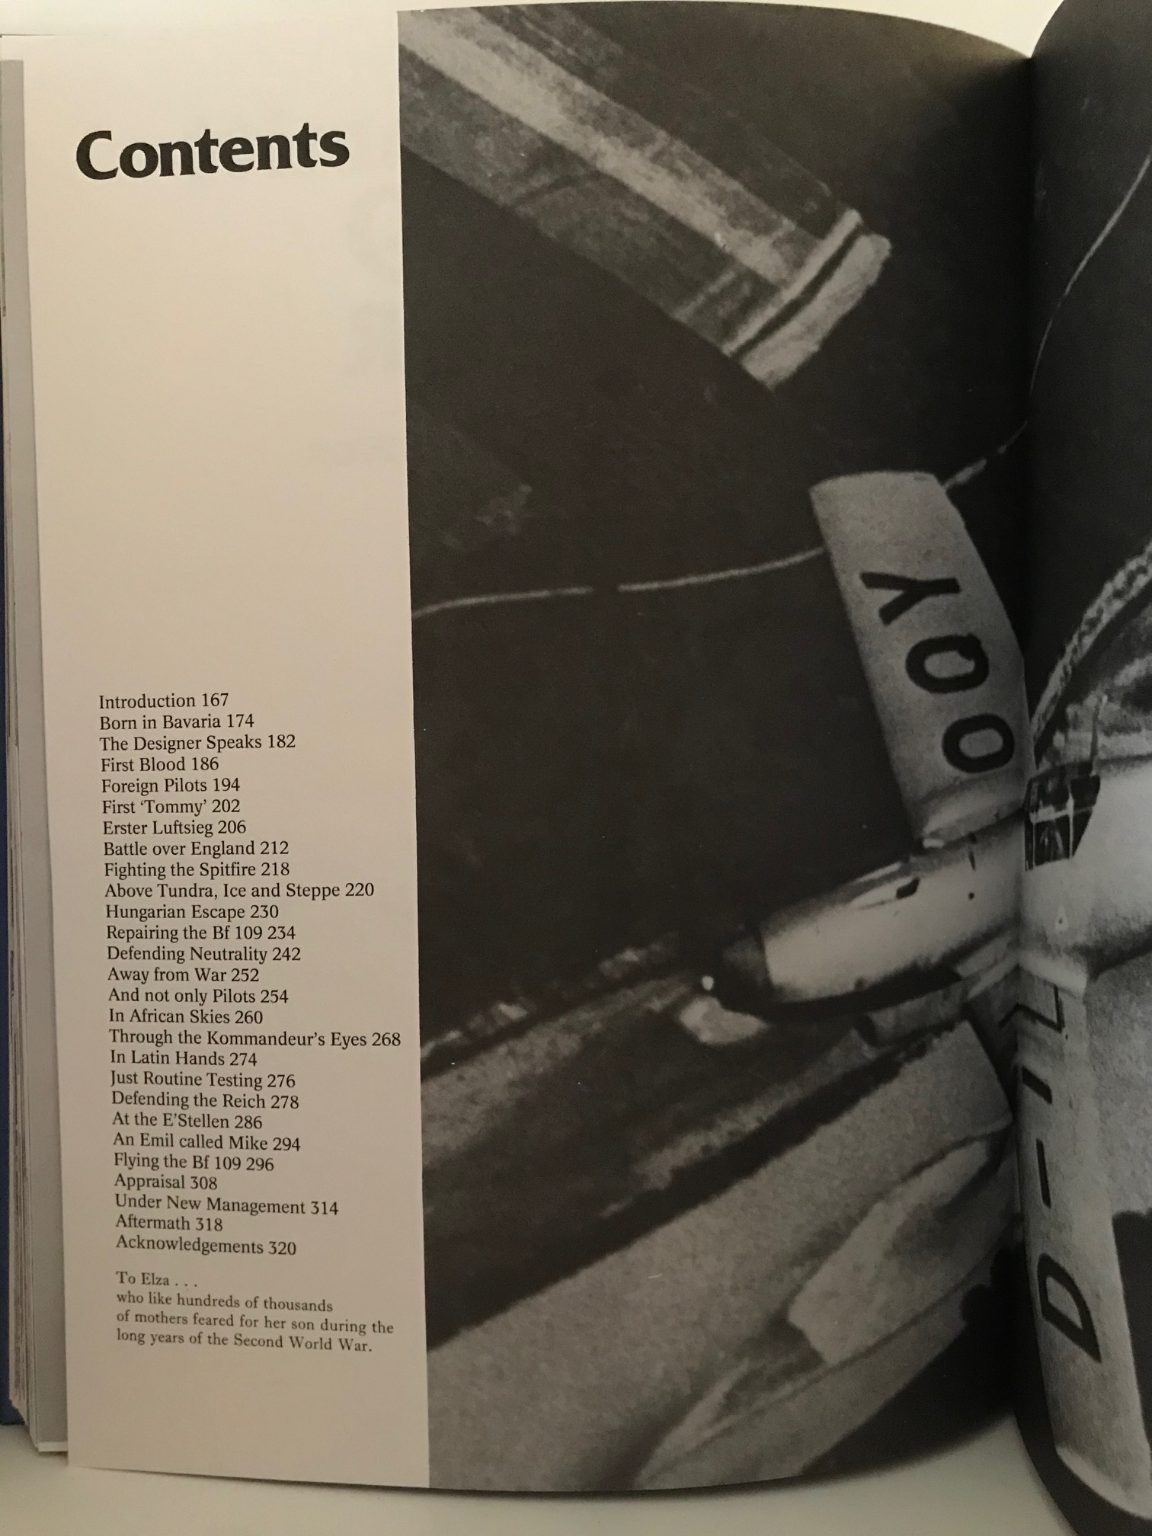 Contents
Introduction 167
Born in Bavaria 174
The Designer Speaks 182
First Blood 186
Foreign Pilots 194
First ‘Tommy’ 202
Erster Luftsieg 206
Battle over England 212
Fighting the Spitfire 218
Above Tundra, Ice and Steppe 220
Hungarian Escape 230
Repairing the Bf 109 234
Defending Neutrality 242
Away from War 252
And not only Pilots 254
In African Skies 260
Through the Kommandeur's Eyes 268
In Latin Hands 274
Just Routine Testing 276
Defending the Reich 278
At the E'Stellen 286
An Emil called Mike 294
Flying the Bf 109 296
Appraisal 308
Under New Management 314
Aftermath 318
Acknowledgements 320
To Elza . . .
who like hundreds of thousands
of mothers feared for her son during the
long years of the Second World War.
OQY
D-I